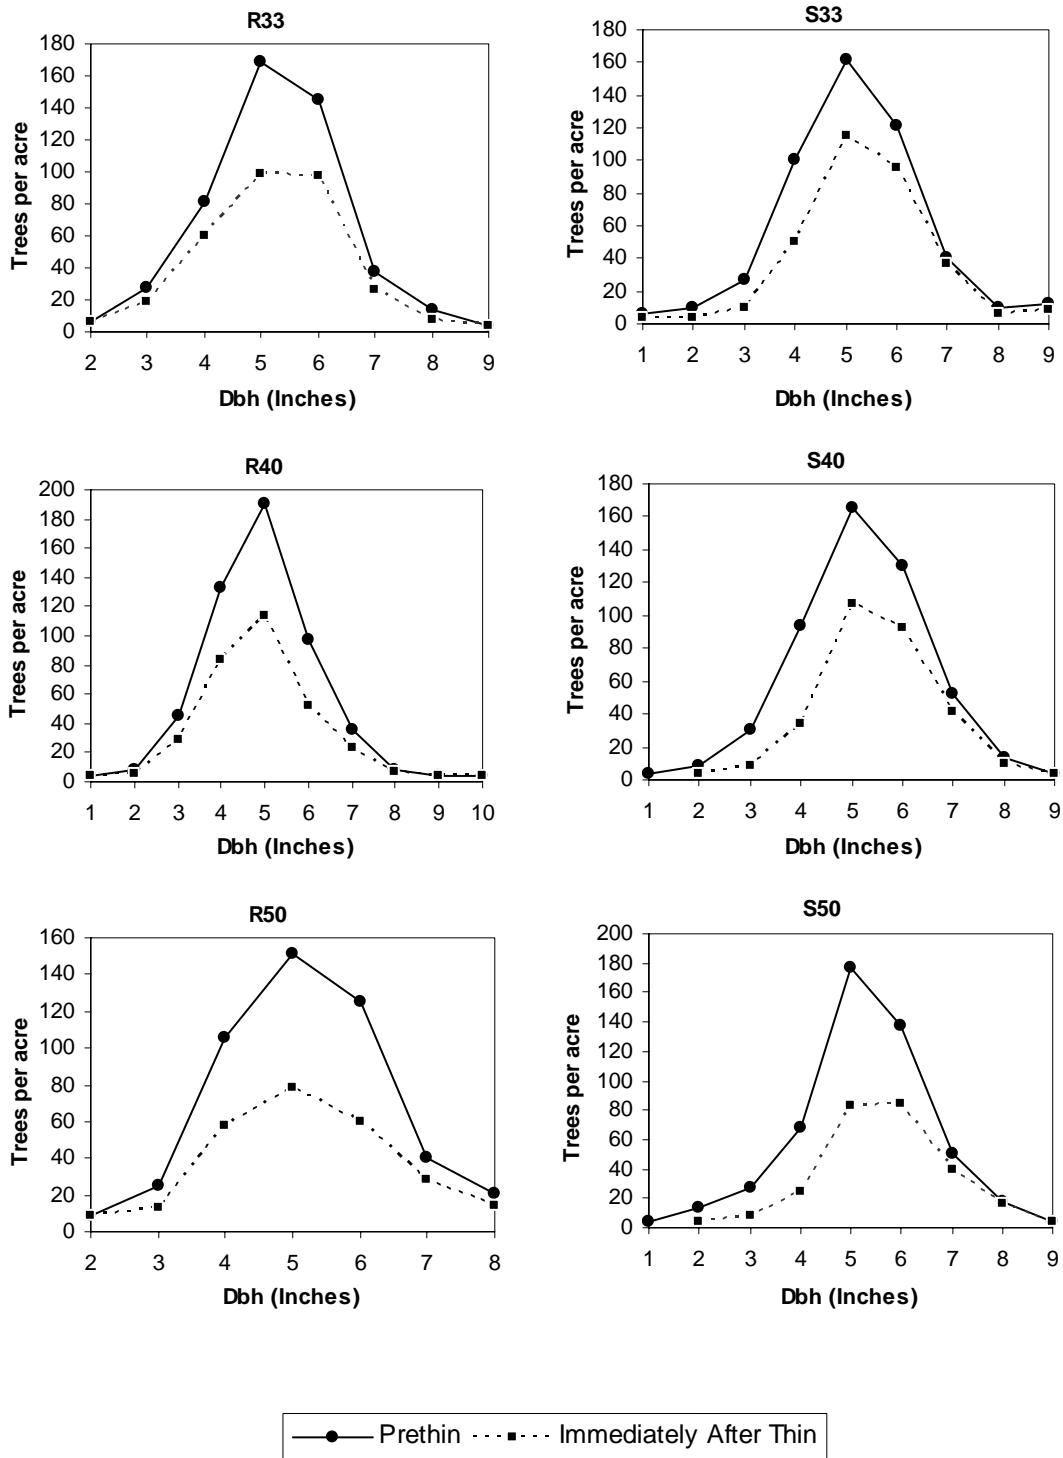 R33
180
160
140
120
100
80
60
40
20
0
Trees per acre
2 3 4 5 6 7 8 9
Dbh (Inches)
S33
180
160
140
120
100
80
60
40
20
0
Trees per acre
1 2 3 4 5 6 7 8 9
Dbh (Inches)
R40
200
180
160
140
120
100
80
60
40
20
0
Trees per acre
1 2 3 4 5 6 7 8 9 10
Dbh (Inches)
S40
180
160
140
120
100
80
60
40
20
0
Trees per acre
1 2 3 4 5 6 7 8 9
Dbh (Inches)
R50
160
140
120
100
80
60
40
20
0
Trees per acre
2 3 4 5 6 7 8
Dbh (Inches)
S50
200
180
160
140
120
100
80
60
40
20
0
Trees per acre
1 2 3 4 5 6 7 8 9
Dbh (Inches)
Prethin Immediately After Thin